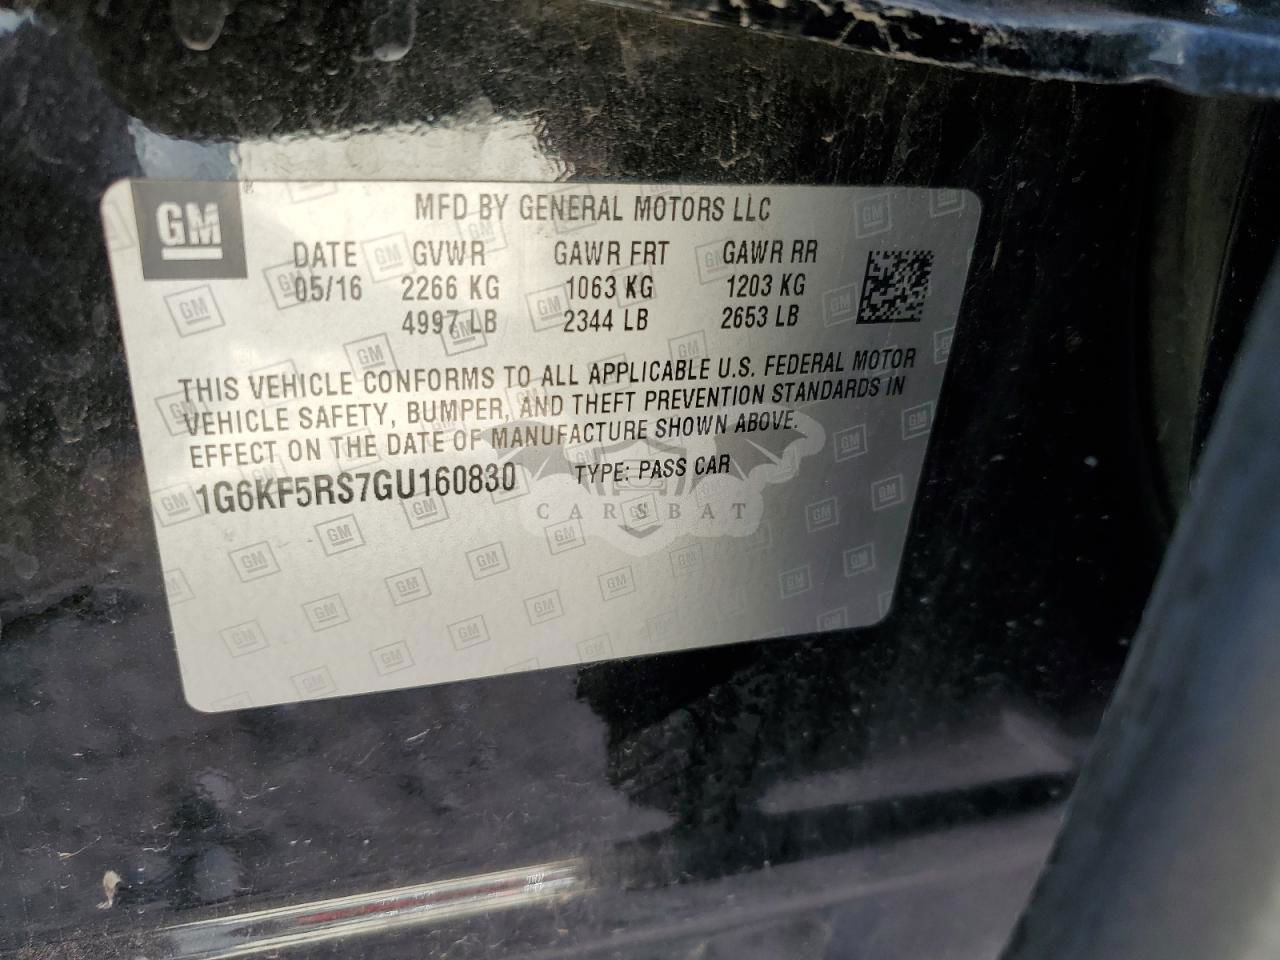 GM
MFD BY GENERAL MOTORS LLC
DATE GVWR GAWR FRT GAWR RR
05/16 2266 KG 1063 KG 1203 KG
4997 LB 2344 LB 2653 LB
THIS VEHICLE CONFORMS TO ALL APPLICABLE U.S. FEDERAL MOTOR
VEHICLE SAFETY, BUMPER, AND THEFT PREVENTION STANDARDS IN
EFFECT ON THE DATE OF MANUFACTURE SHOWN ABOVE.
1G6KF5RS7GU160830 TYPE: PASS CAR
CARSBAT